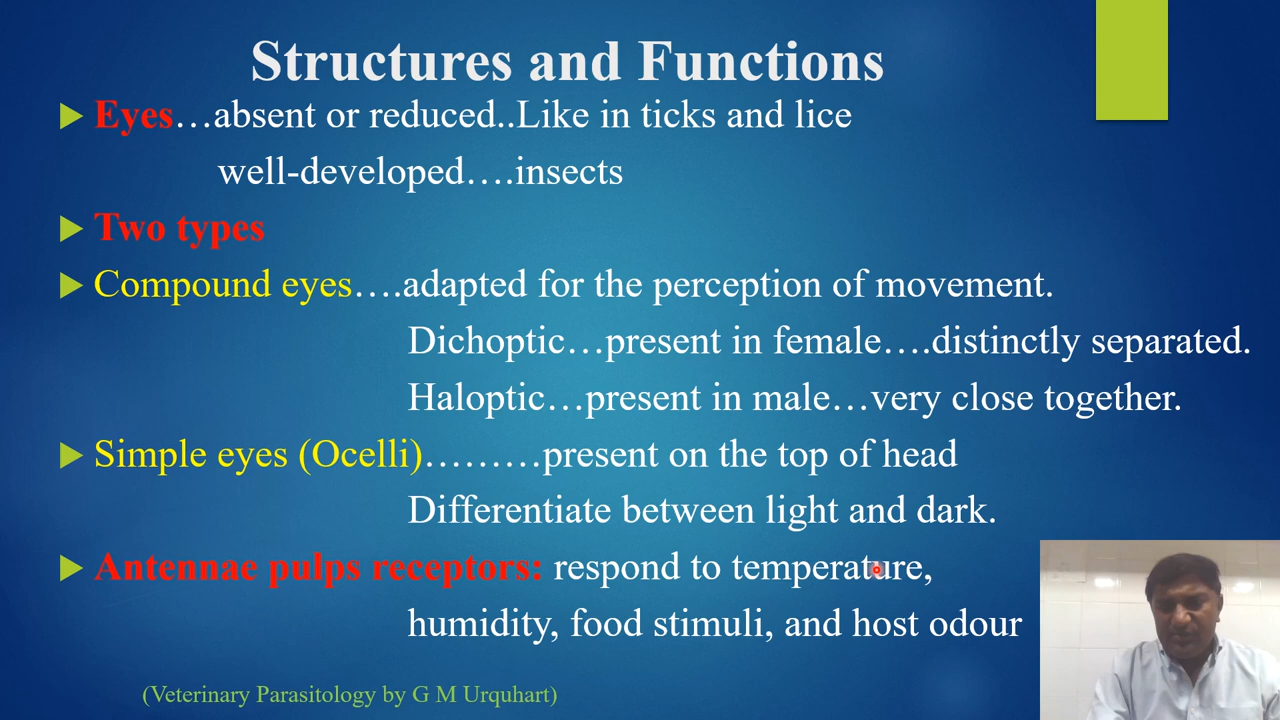 Structures and Functions
Eyes…absent or reduced..Like in ticks and lice
well-developed….insects
Two types
Compound eyes….adapted for the perception of movement.
Dichoptic…present in female….distinctly separated.
Haloptic…present in male…very close together.
Simple eyes (Ocelli)………present on the top of head
Differentiate between light and dark.
Antennae pulps receptors: respond to temperature,
humidity, food stimuli, and host odour
(Veterinary Parasitology by G M Urquhart)